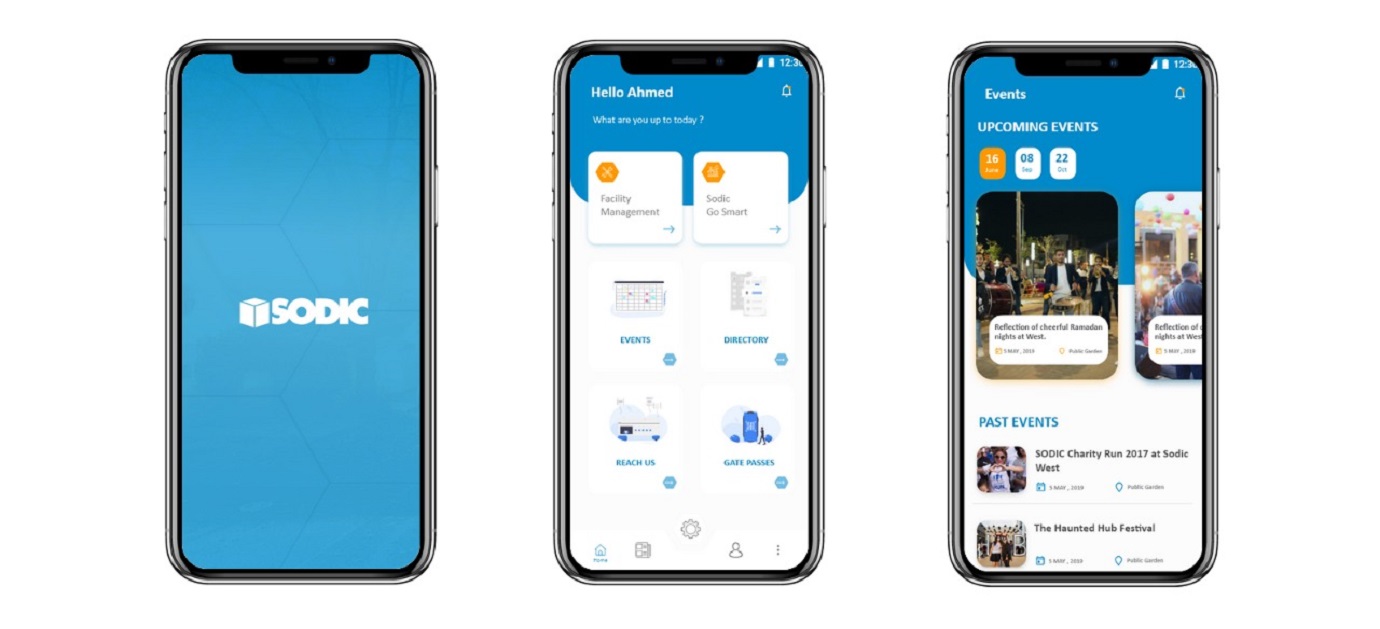 SODIC
12:30
Hello Ahmed
What are you up to today ?
Facility
Management
Sodic
Go Smart
EVENTS
DIRECTORY
REACH US
GATE PASSES
Home
12:30
Events
UPCOMING EVENTS
16
June
08
Sep
22
Oct
Reflection of cheerful Ramadan
nights at West.
5 MAY , 2019
Public Garden
Reflection of
nights at West
5 MAY , 2019
PAST EVENTS
SODIC Charity Run 2017 at Sodic
West
5 MAY , 2019
Public Garden
The Haunted Hub Festival
5 MAY , 2019
Public Garden